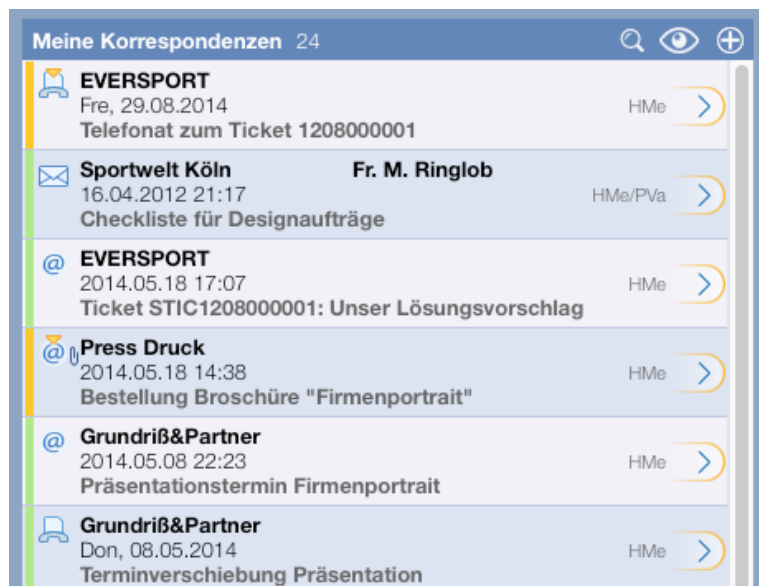 Meine Korrespondenzen 24
EVERSPORT
Fre, 29.08.2014
HMe
Telefonat zum Ticket 1208000001
Sportwelt Köln Fr. M. Ringlob
16.04.2012 21:17
HMe/PVa
Checkliste für Designaufträge
@ EVERSPORT
2014.05.18 17:07
HMe
Ticket STIC1208000001: Unser Lösungsvorschlag
@ Press Druck
2014.05.18 14:38
HMe
Bestellung Broschüre "Firmenportrait"
@ Grundriß&Partner
2014.05.08 22:23
HMe
Präsentationstermin Firmenportrait
Grundriß&Partner
Don, 08.05.2014
HMe
Terminverschiebung Präsentation